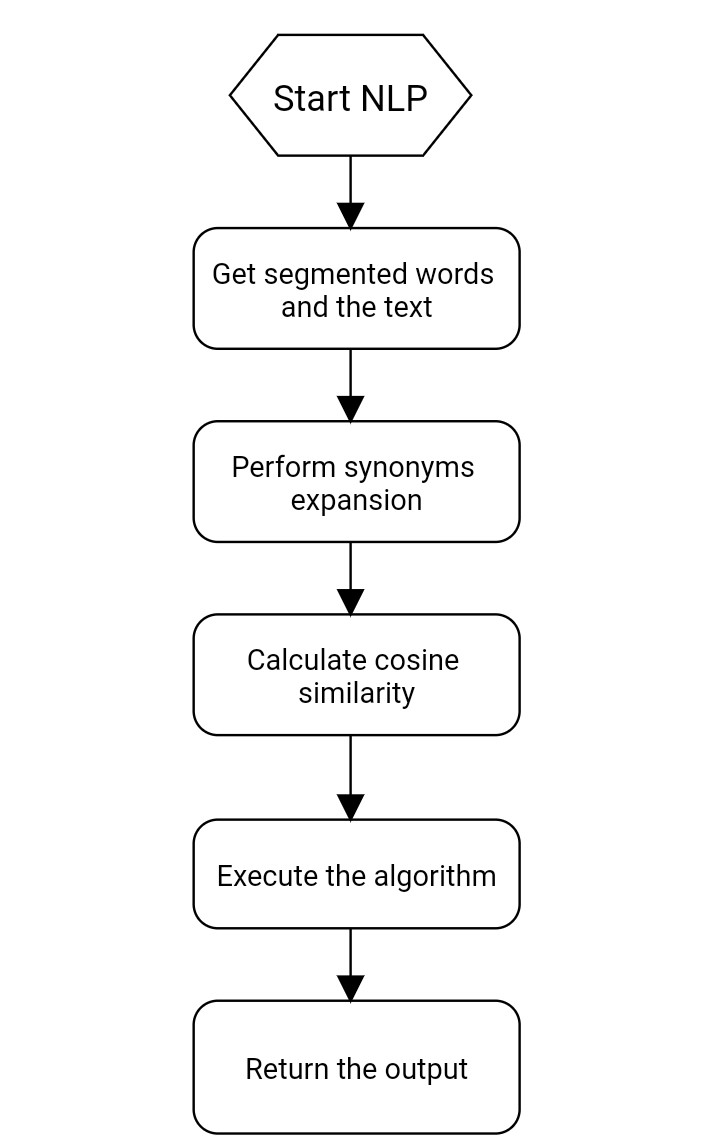 Start NLP
Get segmented words
and the text
Perform synonyms
expansion
Calculate cosine
similarity
Execute the algorithm
Return the output